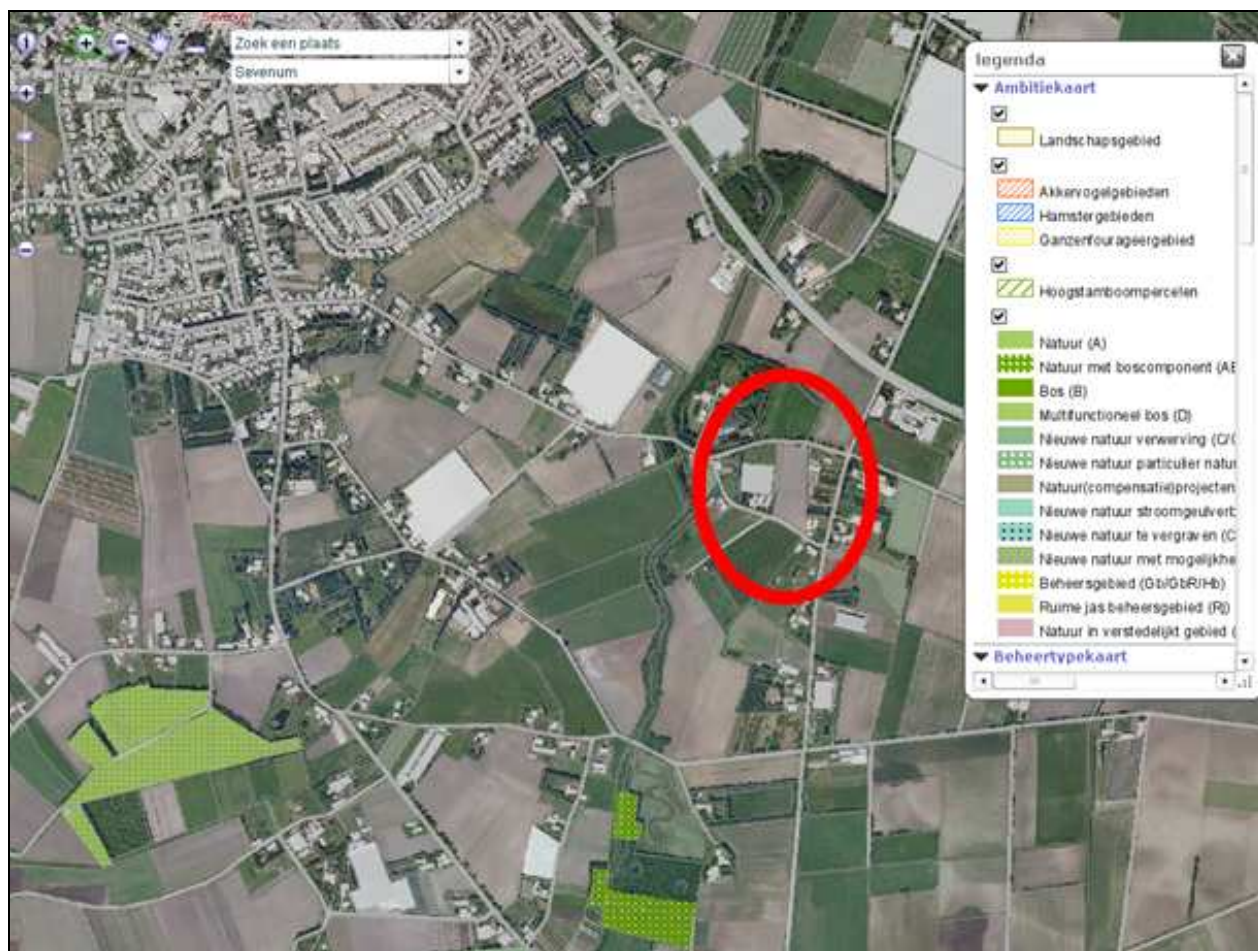 Sevenum
Zoek een plaats
Sevenum
legenda
Ambitiekaart
Landschapsgebied
Akkervogelgebieden
Hamstergebieden
Ganzenfourageergebied
Hoogstamboompercelen
Natuur (A)
Natuur met boscomponent (AE
Bos (B)
Multifunctioneel bos (D)
Nieuwe natuur verwerving (C/
Nieuwe natuur particulier natu
Natuur(compensatie)projecten
Nieuwe natuur stroomgeulverb
Nieuwe natuur te vergraven (C
Nieuwe natuur met mogelijkhe
Beheersgebied (Gb/GbR/Hb)
Ruime jas beheersgebied (Rj)
Natuur in verstedelijkt gebied (
Beheertypekaart